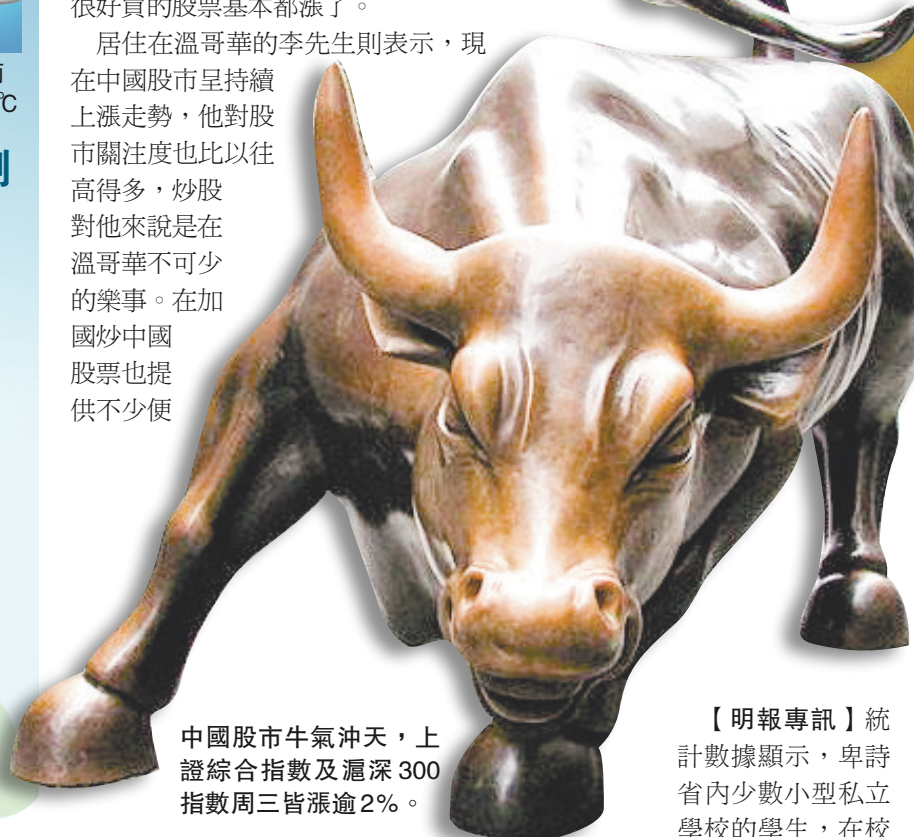 很好賣的股票基本都漲了。
居住在溫哥華的李先生則表示，現
在中國股市呈持續
上漲走勢，他對股
市關注度也比以往
高得多，炒股
對他來說是在
溫哥華不可少
的樂事。在加
國炒中國
股票也提
供不少便
中國股市牛氣沖天，上
證綜合指數及滬深300
指數周三皆漲逾2%。
【明報專訊】統
計數據顯示，卑詩
省內少數小型私立
學校的學生，在校
℃